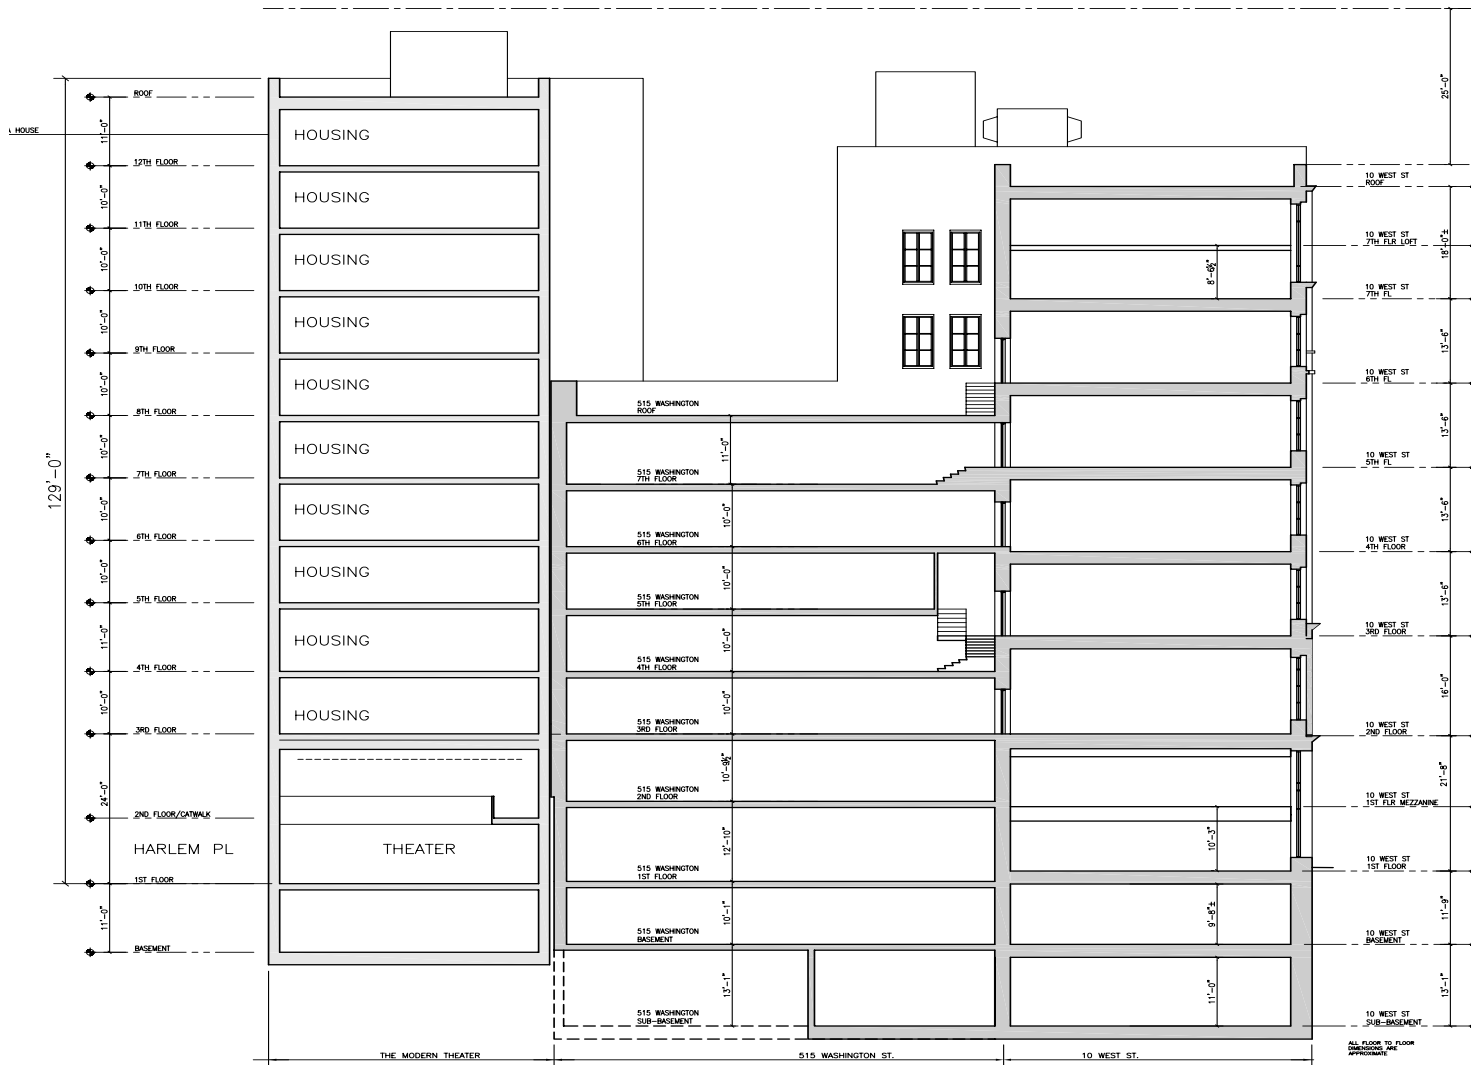 25'-0"
ROOF
A HOUSE
11'-0"
HOUSING
12TH FLOOR
10'-0"
HOUSING
11TH FLOOR
10'-0"
HOUSING
10TH FLOOR
10'-0"
HOUSING
9TH FLOOR
10'-0"
HOUSING
8TH FLOOR
10'-0"
HOUSING
7TH FLOOR
129'-0"
10'-0"
HOUSING
6TH FLOOR
10'-0"
HOUSING
5TH FLOOR
11'-0"
HOUSING
4TH FLOOR
10'-0"
HOUSING
3RD FLOOR
24'-0"
2ND FLOOR/CATWALK
HARLEM PL
THEATER
1ST FLOOR
11'-0"
BASEMENT
515 WASHINGTON
ROOF
11'-0"
515 WASHINGTON
7TH FLOOR
10'-0"
515 WASHINGTON
6TH FLOOR
10'-0"
515 WASHINGTON
5TH FLOOR
10'-0"
515 WASHINGTON
4TH FLOOR
10'-0"
515 WASHINGTON
3RD FLOOR
10'-9½"
515 WASHINGTON
2ND FLOOR
12'-10"
515 WASHINGTON
1ST FLOOR
10'-1"
515 WASHINGTON
BASEMENT
13'-1"
515 WASHINGTON
SUB-BASEMENT
10 WEST ST
ROOF
18'-0"±
10 WEST ST
7TH FLR LOFT
8'-6½"
10 WEST ST
7TH FL
13'-6"
10 WEST ST
6TH FL
13'-6"
10 WEST ST
5TH FL
13'-6"
10 WEST ST
4TH FLOOR
13'-6"
10 WEST ST
3RD FLOOR
16'-0"
10 WEST ST
2ND FLOOR
21'-8"
10 WEST ST
1ST FLR MEZZANINE
10'-3"
10 WEST ST
1ST FLOOR
9'-8"±
11'-9"
10 WEST ST
BASEMENT
11'-0"
13'-1"
10 WEST ST
SUB-BASEMENT
ALL FLOOR TO FLOOR
DIMENSIONS ARE
APPROXIMATE
THE MODERN THEATER
515 WASHINGTON ST.
10 WEST ST.